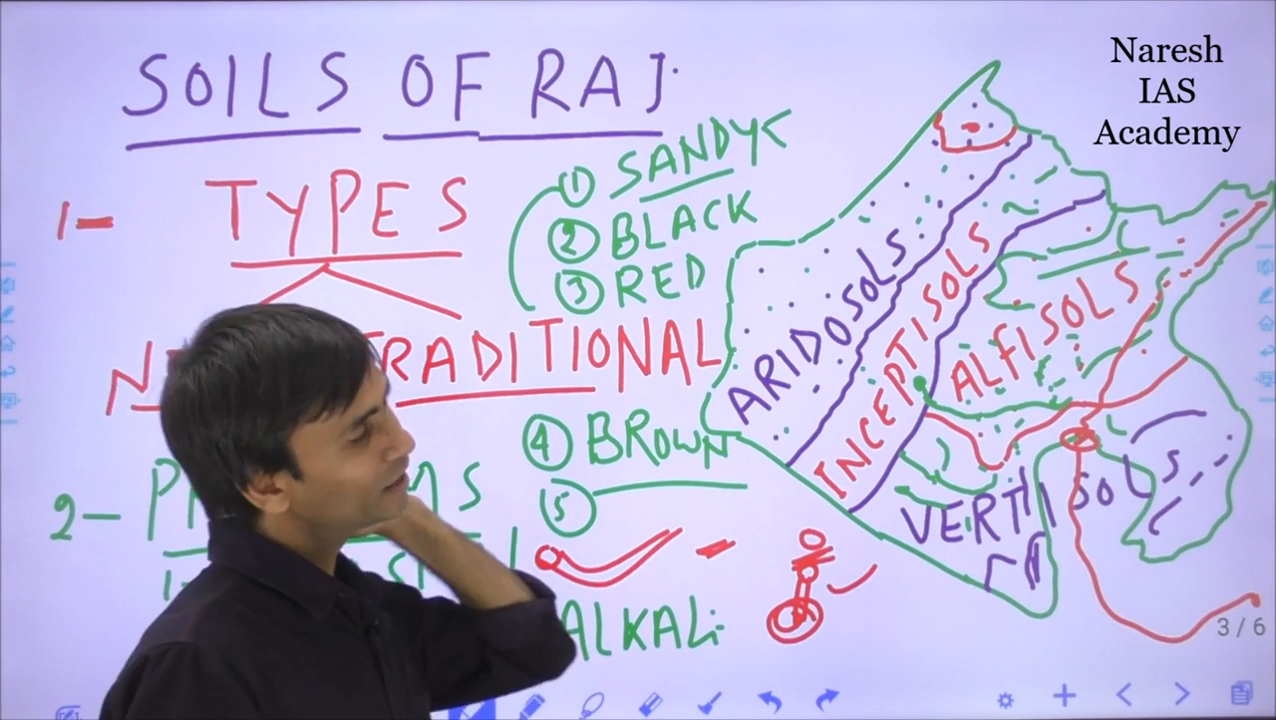 SOILS OF RAJ.
Naresh
IAS
Academy
1- TYPES
① SANDY
② BLACK
③ RED
TRADITIONAL
④ BROWN
⑤
2-
ALKALi
ARIDOSOLS
INCEPTISOLS
ALFISOLS
VERTISOLS
3 / 6